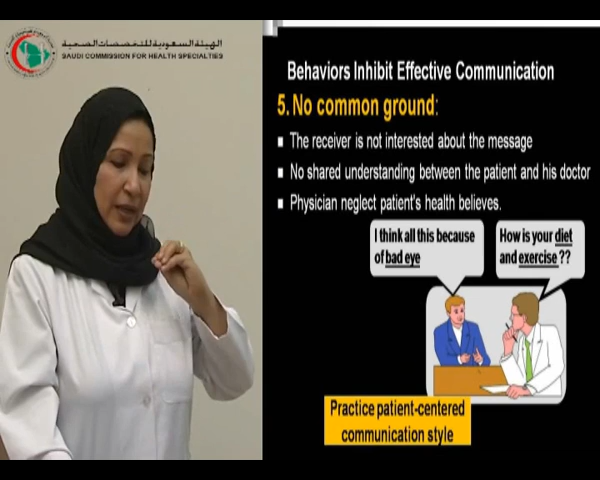 الهيئة السعودية للتخصصات الصحية
SAUDI COMMISSION FOR HEALTH SPECIALTIES
Behaviors Inhibit Effective Communication
5. No common ground:
The receiver is not interested about the message
No shared understanding between the patient and his doctor
Physician neglect patient's health believes.
I think all this because
of bad eye
How is your diet
and exercise ??
Practice patient-centered
communication style